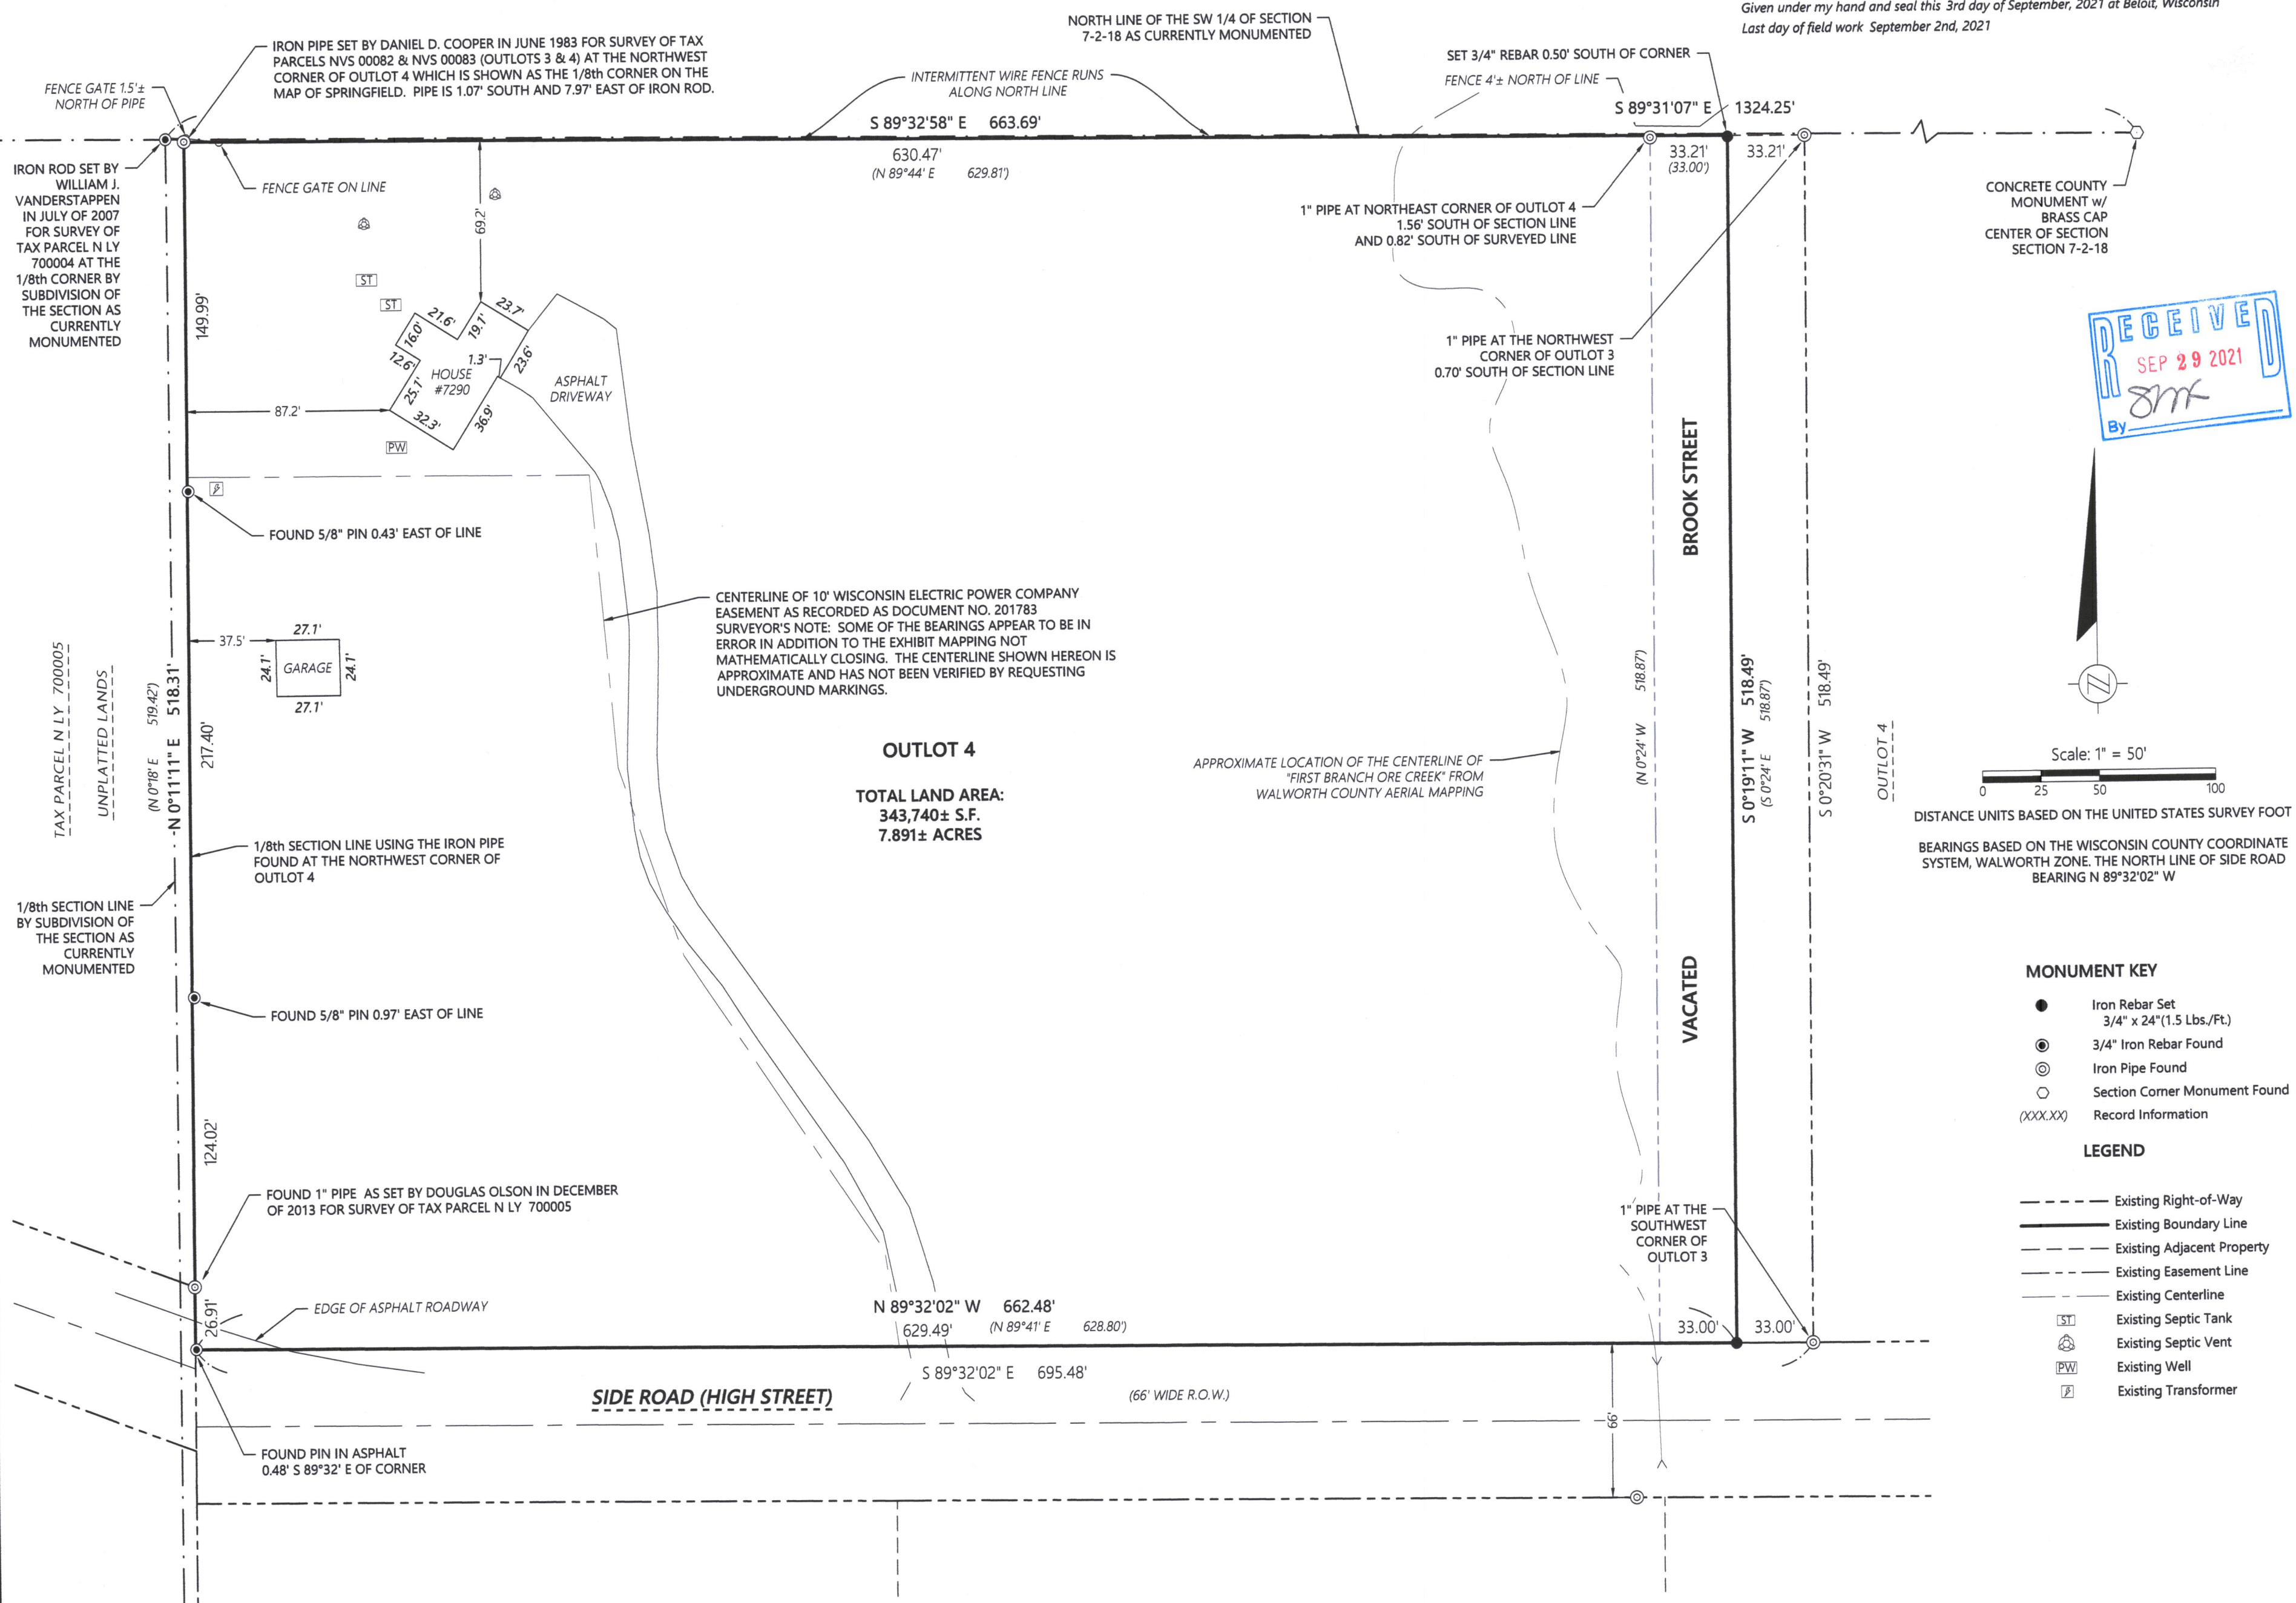 Given under my hand and seal this 3rd day of September, 2021 at Beloit, Wisconsin
Last day of field work September 2nd, 2021
NORTH LINE OF THE SW 1/4 OF SECTION
7-2-18 AS CURRENTLY MONUMENTED
IRON PIPE SET BY DANIEL D. COOPER IN JUNE 1983 FOR SURVEY OF TAX
PARCELS NVS 00082 & NVS 00083 (OUTLOTS 3 & 4) AT THE NORTHWEST
CORNER OF OUTLOT 4 WHICH IS SHOWN AS THE 1/8th CORNER ON THE
MAP OF SPRINGFIELD. PIPE IS 1.07' SOUTH AND 7.97' EAST OF IRON ROD.
SET 3/4" REBAR 0.50' SOUTH OF CORNER
FENCE 4'± NORTH OF LINE
INTERMITTENT WIRE FENCE RUNS
ALONG NORTH LINE
FENCE GATE 1.5'±
NORTH OF PIPE
S 89°31'07" E 1324.25'
S 89°32'58" E 663.69'
630.47'
(N 89°44' E 629.81')
33.21'
(33.00')
33.21'
IRON ROD SET BY
WILLIAM J.
VANDERSTAPPEN
IN JULY OF 2007
FOR SURVEY OF
TAX PARCEL N LY
700004 AT THE
1/8th CORNER BY
SUBDIVISION OF
THE SECTION AS
CURRENTLY
MONUMENTED
FENCE GATE ON LINE
CONCRETE COUNTY
MONUMENT w/
BRASS CAP
CENTER OF SECTION
SECTION 7-2-18
1" PIPE AT NORTHEAST CORNER OF OUTLOT 4
1.56' SOUTH OF SECTION LINE
AND 0.82' SOUTH OF SURVEYED LINE
69.2'
ST
ST
149.99'
23.7'
21.6'
19.1'
16.0'
12.6'
1.3'
23.6'
HOUSE
#7290
25.1'
32.3'
36.9'
87.2'
PW
ASPHALT
DRIVEWAY
1" PIPE AT THE NORTHWEST
CORNER OF OUTLOT 3
0.70' SOUTH OF SECTION LINE
RECEIVED
SEP 29 2021
By
BROOK STREET
FOUND 5/8" PIN 0.43' EAST OF LINE
CENTERLINE OF 10' WISCONSIN ELECTRIC POWER COMPANY
EASEMENT AS RECORDED AS DOCUMENT NO. 201783
SURVEYOR'S NOTE: SOME OF THE BEARINGS APPEAR TO BE IN
ERROR IN ADDITION TO THE EXHIBIT MAPPING NOT
MATHEMATICALLY CLOSING. THE CENTERLINE SHOWN HEREON IS
APPROXIMATE AND HAS NOT BEEN VERIFIED BY REQUESTING
UNDERGROUND MARKINGS.
27.1'
37.5'
24.1'
GARAGE
24.1'
27.1'
TAX PARCEL N LY 700005
UNPLATTED LANDS
(N 0°18' E 519.42')
N 0°11'11" E 518.31'
217.40'
OUTLOT 4
TOTAL LAND AREA:
343,740± S.F.
7.891± ACRES
APPROXIMATE LOCATION OF THE CENTERLINE OF
"FIRST BRANCH ORE CREEK" FROM
WALWORTH COUNTY AERIAL MAPPING
(N 0°24' W 518.87')
S 0°19'11" W 518.49'
(S 0°24' E 518.87')
S 0°20'31" W 518.49'
OUTLOT 4
Scale: 1" = 50'
0 25 50 100
DISTANCE UNITS BASED ON THE UNITED STATES SURVEY FOOT
BEARINGS BASED ON THE WISCONSIN COUNTY COORDINATE
SYSTEM, WALWORTH ZONE. THE NORTH LINE OF SIDE ROAD
BEARING N 89°32'02" W
1/8th SECTION LINE USING THE IRON PIPE
FOUND AT THE NORTHWEST CORNER OF
OUTLOT 4
1/8th SECTION LINE
BY SUBDIVISION OF
THE SECTION AS
CURRENTLY
MONUMENTED
VACATED
MONUMENT KEY
Iron Rebar Set
3/4" x 24"(1.5 Lbs./Ft.)
3/4" Iron Rebar Found
Iron Pipe Found
Section Corner Monument Found
(XXX.XX) Record Information
FOUND 5/8" PIN 0.97' EAST OF LINE
124.02'
LEGEND
Existing Right-of-Way
Existing Boundary Line
Existing Adjacent Property
Existing Easement Line
Existing Centerline
ST Existing Septic Tank
Existing Septic Vent
PW Existing Well
Existing Transformer
FOUND 1" PIPE AS SET BY DOUGLAS OLSON IN DECEMBER
OF 2013 FOR SURVEY OF TAX PARCEL N LY 700005
1" PIPE AT THE
SOUTHWEST
CORNER OF
OUTLOT 3
26.91'
EDGE OF ASPHALT ROADWAY
N 89°32'02" W 662.48'
629.49'
(N 89°41' E 628.80')
33.00'
33.00'
S 89°32'02" E 695.48'
SIDE ROAD (HIGH STREET)
(66' WIDE R.O.W.)
66'
FOUND PIN IN ASPHALT
0.48' S 89°32' E OF CORNER